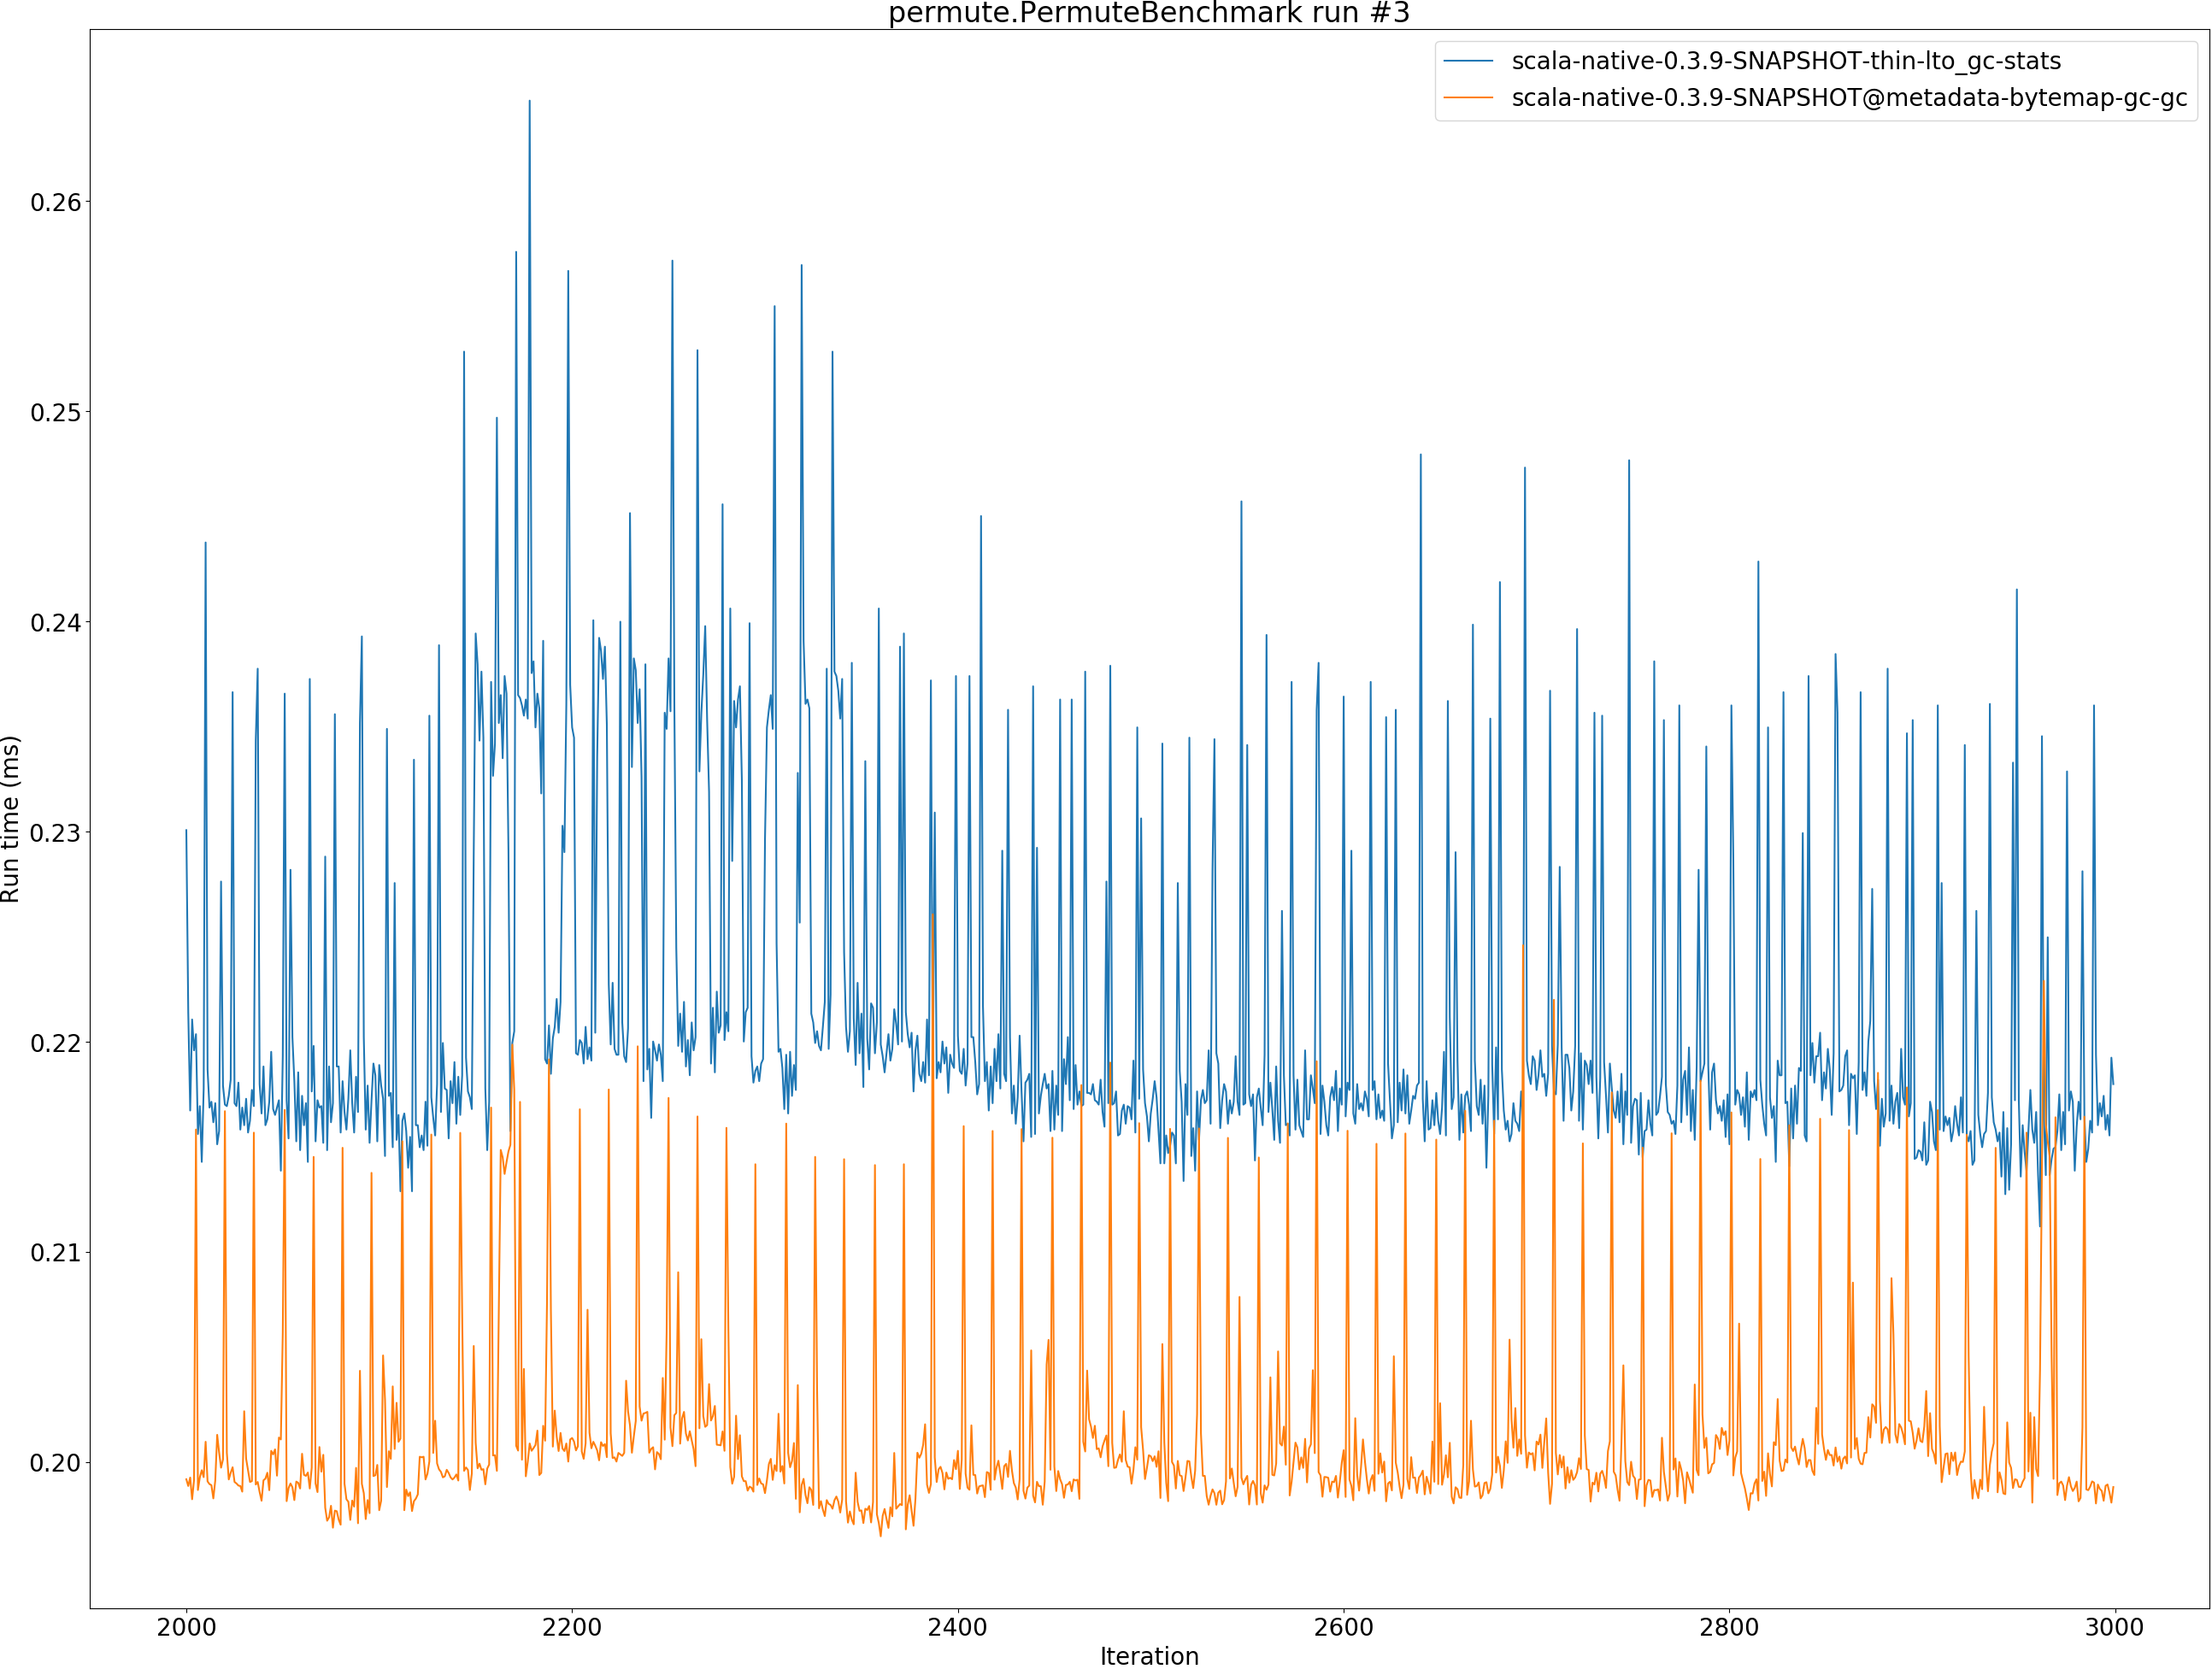 permute.PermuteBenchmark run #3
scala-native-0.3.9-SNAPSHOT-thin-lto_gc-stats
scala-native-0.3.9-SNAPSHOT@metadata-bytemap-gc-gc
Run time (ms)
0.26
0.25
0.24
0.23
0.22
0.21
0.20
2000 2200 2400 2600 2800 3000
Iteration